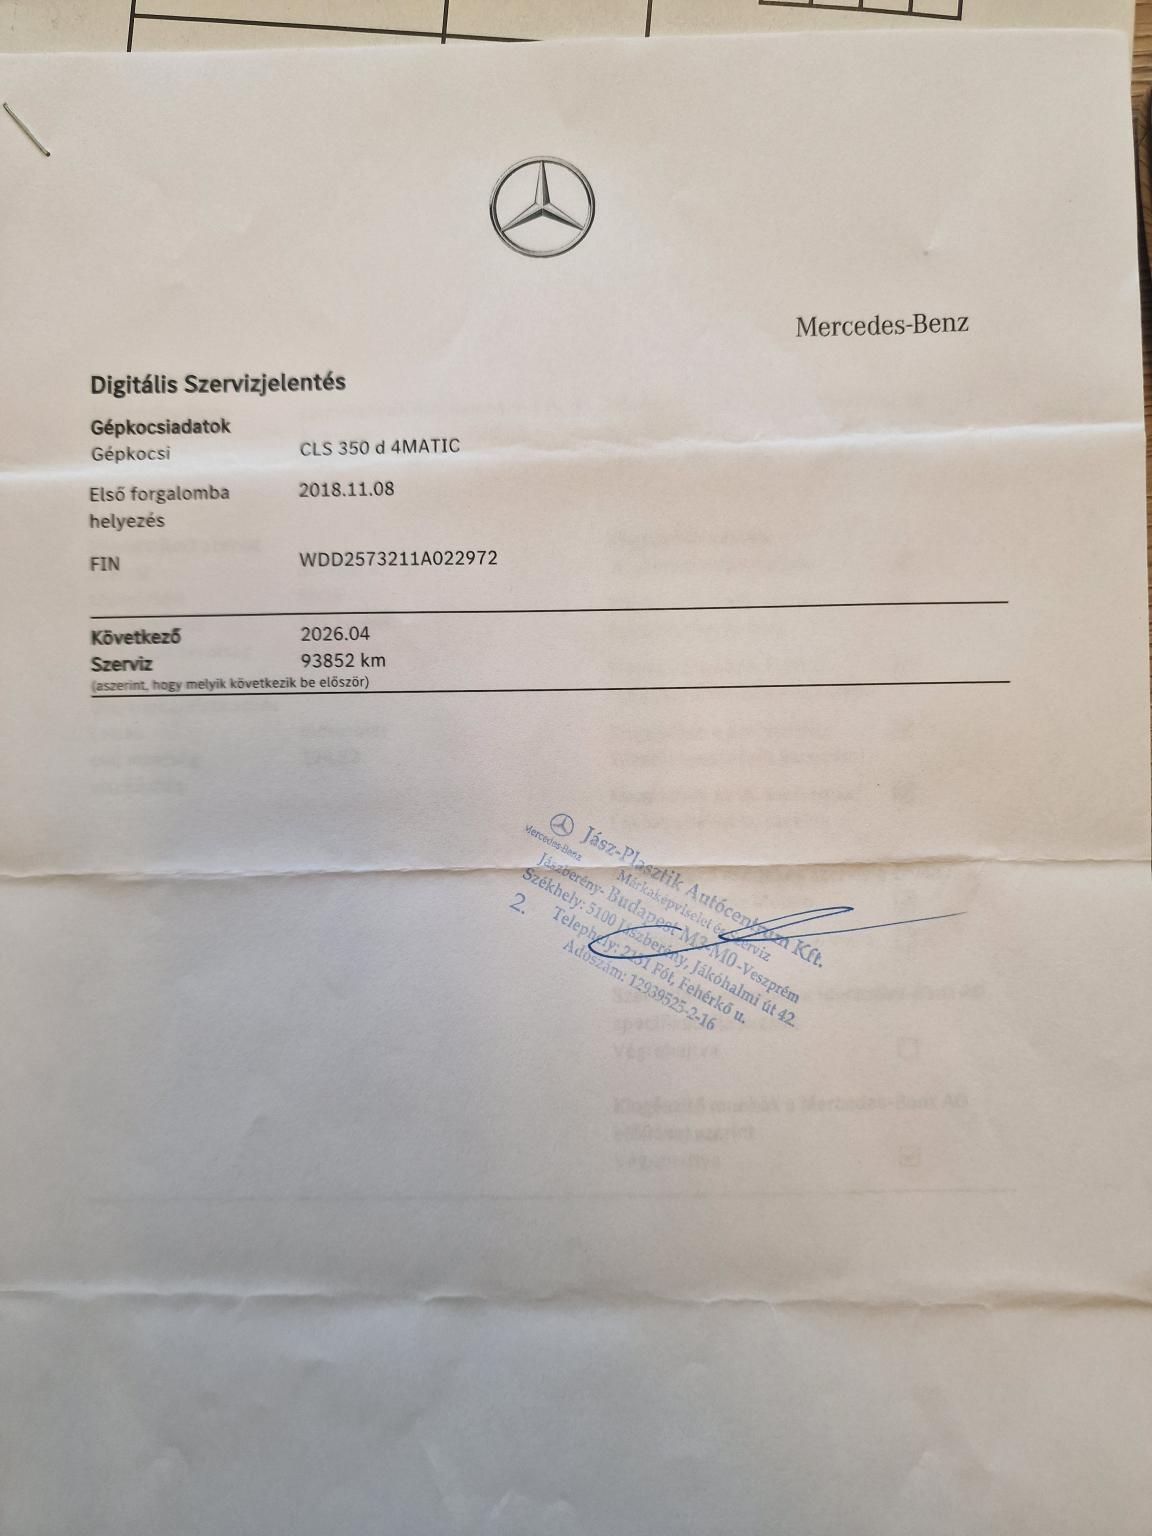 Mercedes-Benz
Digitális Szervizjelentés
Gépkocsiadatok
Gépkocsi CLS 350 d 4MATIC
Első forgalomba helyezés 2018.11.08
FIN WDD2573211A022972
Következő 2026.04
Szerviz 93852 km
(aszerint, hogy melyik következik be először)
Mercedes-Benz
Jász-Plasztik Autócentrum Kft.
Márkaképviselet és Szerviz
Jászberény- Budapest M3-M0 -Veszprém
Székhely: 5100 Jászberény, Jákóhalmi út 42.
2. Telephely: 2151 Fót, Fehérkő u.
Adószám: 12939525-2-16